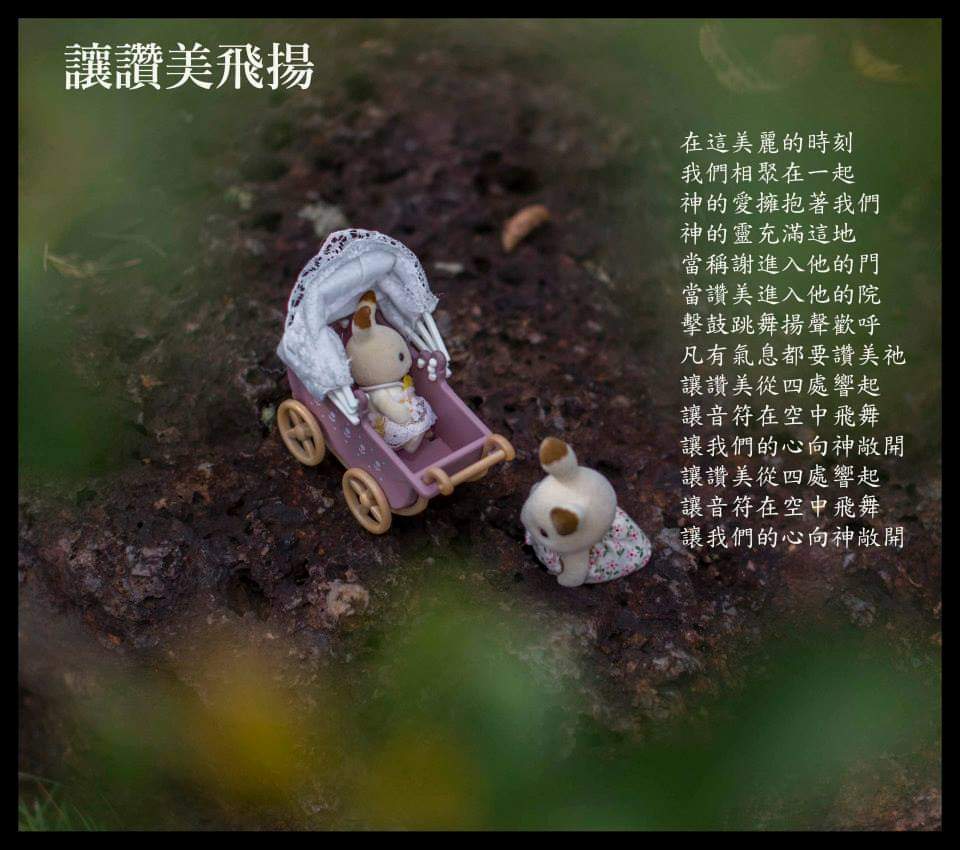 讓讚美飛揚
在這美麗的時刻
我們相聚在一起
神的愛擁抱著我們
神的靈充滿這地
當稱謝進入他的門
當讚美進入他的院
擊鼓跳舞揚聲歡呼
凡有氣息都要讚美祂
讓讚美從四處響起
讓音符在空中飛舞
讓我們的心向神敞開
讓讚美從四處響起
讓音符在空中飛舞
讓我們的心向神敞開